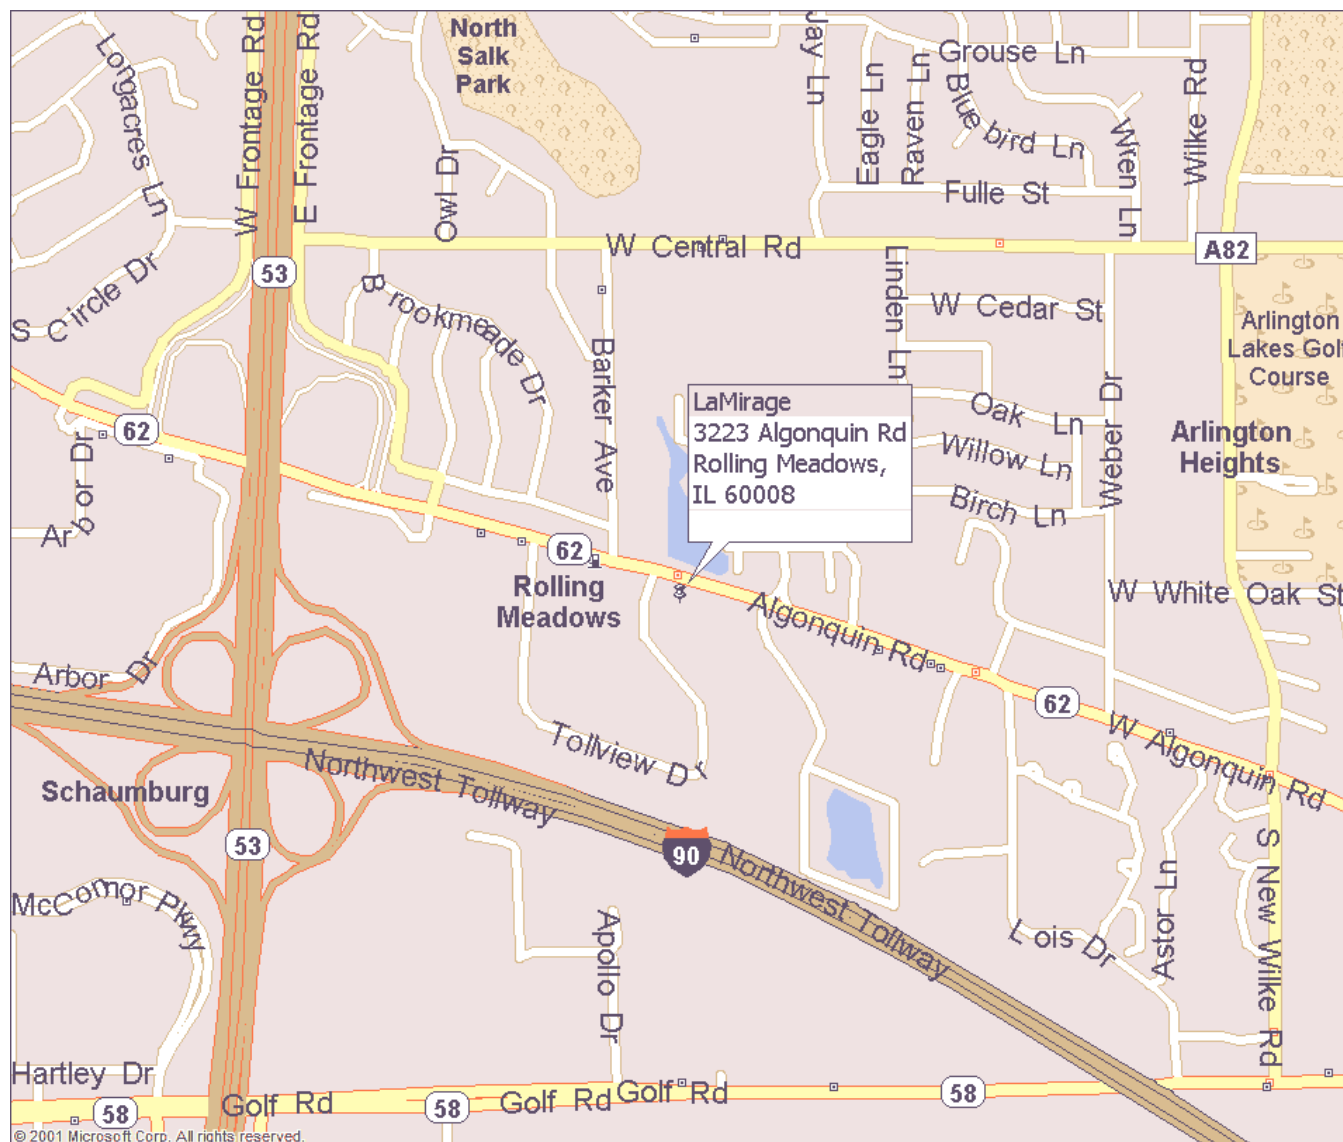 W Frontage Rd
E Frontage Rd
North
Salk
Park
Longacres Ln
Owl Dr
Jay Ln
Eagle Ln
Raven Ln
Grouse Ln
Blue bird Ln
Wren Ln
Wilke Rd
Fulle St
W Central Rd
A82
53
S Circle Dr
Brookmeade Dr
Barker Ave
Linden Ln
W Cedar St
Arlington
Lakes Golf
Course
LaMirage
3223 Algonquin Rd
Rolling Meadows,
IL 60008
Oak Ln
Willow Ln
Birch Ln
Weber Dr
Arlington
Heights
62
Arbor Dr
Arbor
62
Rolling
Meadows
Algonquin Rd
W White Oak St
Arbor Dr
62
W Algonquin Rd
Tollview Dr
Northwest Tollway
Schaumburg
53
90
Northwest Tollway
McConnor Pkwy
Apollo Dr
Lois Dr
Astor Ln
S New Wilke Rd
Hartley Dr
58
Golf Rd
58
Golf Rd
Golf Rd
58
© 2001 Microsoft Corp. All rights reserved.